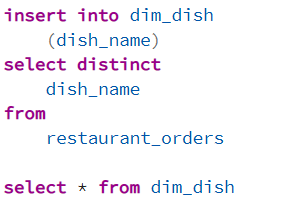 insert into dim_dish
    (dish_name)
select distinct
    dish_name
from
    restaurant_orders

select * from dim_dish